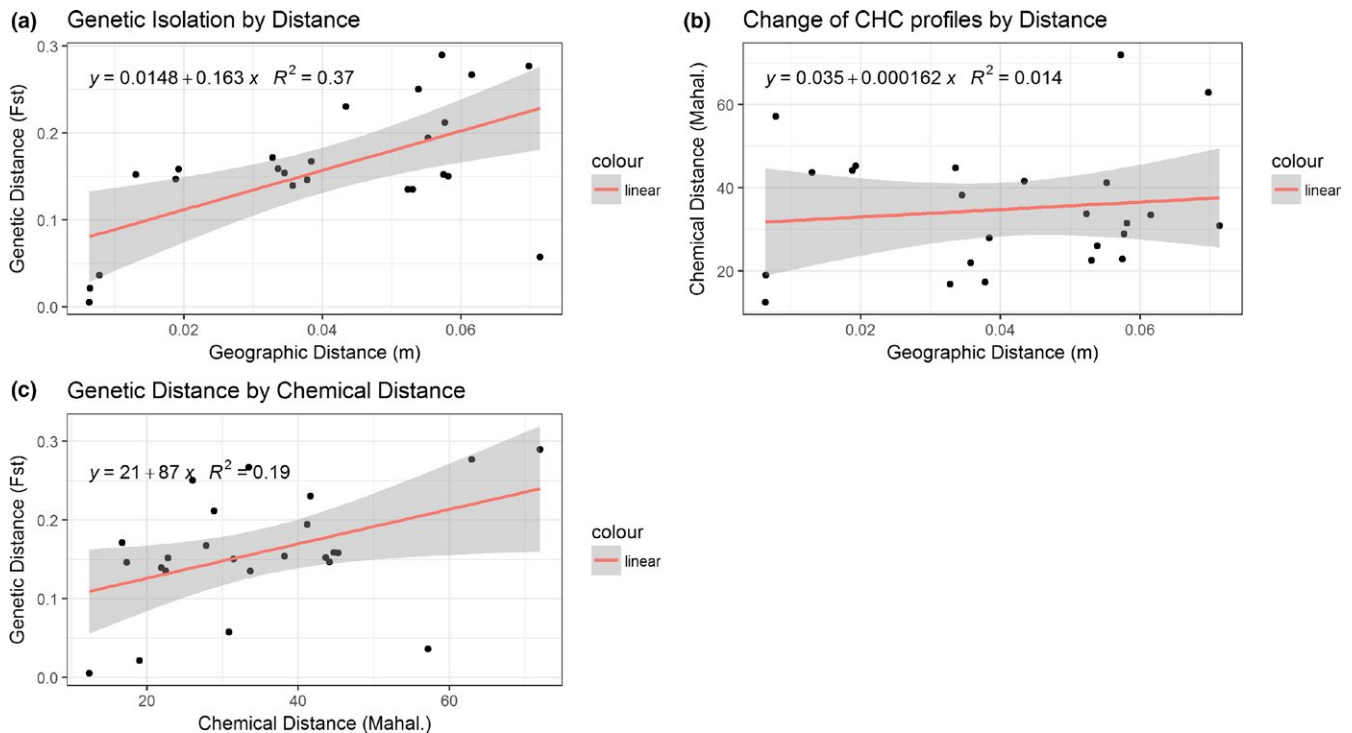 (a) Genetic Isolation by Distance
y = 0.0148 + 0.163 x R² = 0.37
Genetic Distance (Fst)
0.3
0.2
0.1
0.0
0.02 0.04 0.06
Geographic Distance (m)
colour
linear
(b) Change of CHC profiles by Distance
y = 0.035 + 0.000162 x R² = 0.014
Chemical Distance (Mahal.)
60
40
20
0.02 0.04 0.06
Geographic Distance (m)
colour
linear
(c) Genetic Distance by Chemical Distance
y = 21 + 87 x R² = 0.19
Genetic Distance (Fst)
0.3
0.2
0.1
0.0
20 40 60
Chemical Distance (Mahal.)
colour
linear